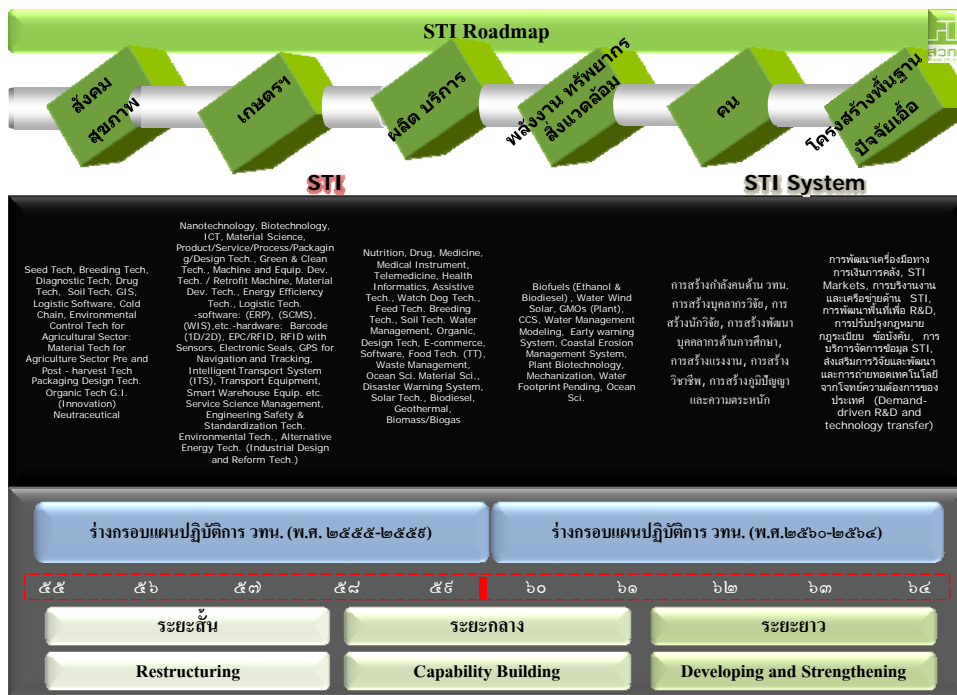 STI Roadmap
สวทน
สังคม
สุขภาพ
เกษตรฯ
ผลิต บริการ
พลังงาน ทรัพยากร
สิ่งแวดล้อม
คน
โครงสร้างพื้นฐาน
ปัจจัยเอื้อ
STI
STI System
Seed Tech, Breeding Tech,
Diagnostic Tech, Drug
Tech, Soil Tech, GIS,
Logistic Software, Cold
Chain, Environmental
Control Tech for
Agricultural Sector:
Material Tech for
Agriculture Sector Pre and
Post - harvest Tech
Packaging Design Tech.
Organic Tech G.I.
(Innovation)
Neutraceutical
Nanotechnology, Biotechnology,
ICT, Material Science,
Product/Service/Process/Packagin
g/Design Tech., Green & Clean
Tech., Machine and Equip. Dev.
Tech. / Retrofit Machine, Material
Dev. Tech., Energy Efficiency
Tech., Logistic Tech.
-software: (ERP), (SCMS),
(WIS),etc.-hardware: Barcode
(1D/2D), EPC/RFID, RFID with
Sensors, Electronic Seals, GPS for
Navigation and Tracking,
Intelligent Transport System
(ITS), Transport Equipment,
Smart Warehouse Equip. etc.
Service Science Management,
Engineering Safety &
Standardization Tech.
Environmental Tech., Alternative
Energy Tech. (Industrial Design
and Reform Tech.)
Nutrition, Drug, Medicine,
Medical Instrument,
Telemedicine, Health
Informatics, Assistive
Tech., Watch Dog Tech.,
Feed Tech. Breeding
Tech., Soil Tech. Water
Management, Organic,
Design Tech, E-commerce,
Software, Food Tech. (TT),
Waste Management,
Ocean Sci. Material Sci.,
Disaster Warning System,
Solar Tech., Biodiesel,
Geothermal,
Biomass/Biogas
Biofuels (Ethanol &
Biodiesel) , Water Wind
Solar, GMOs (Plant),
CCS, Water Management
Modeling, Early warning
System, Coastal Erosion
Management System,
Plant Biotechnology,
Mechanization, Water
Footprint Pending, Ocean
Sci.
การสร้างกำลังคนด้าน วทน.
การสร้างบุคลากรวิจัย, การ
สร้างนักวิจัย, การสร้างพัฒนา
บุคคลากรด้านการศึกษา,
การสร้างแรงงาน, การสร้าง
วิชาชีพ, การสร้างภูมิปัญญา
และความตระหนัก
การพัฒนาเครื่องมือทาง
การเงินการคลัง, STI
Markets, การบริงานงาน
และเครือข่ายด้าน STI,
การพัฒนาพื้นที่เพื่อ R&D,
การปรับปรุงกฎหมาย
กฎระเบียบ ข้อบังคับ, การ
บริการจัดการข้อมูล STI,
ส่งเสริมการวิจัยและพัฒนา
และการถ่ายทอดเทคโนโลยี
จากโจทย์ความต้องการของ
ประเทศ (Demand-
driven R&D and
technology transfer)
ร่างกรอบแผนปฏิบัติการ วทน. (พ.ศ. ๒๕๕๕-๒๕๕๙)
ร่างกรอบแผนปฏิบัติการ วทน. (พ.ศ.๒๕๖๐-๒๕๖๔)
๕๕ ๕๖ ๕๗ ๕๘ ๕๙ ๖๐ ๖๑ ๖๒ ๖๓ ๖๔
ระยะสั้น
ระยะกลาง
ระยะยาว
Restructuring
Capability Building
Developing and Strengthening